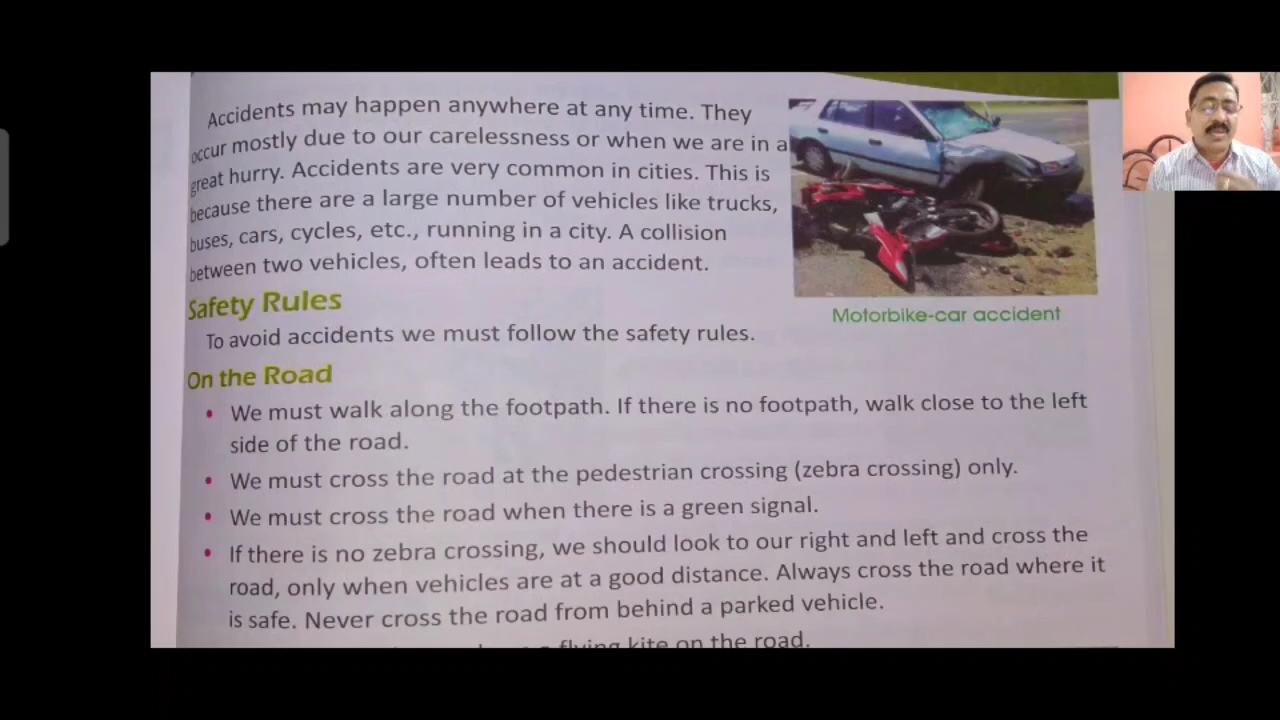 Accidents may happen anywhere at any time. They
occur mostly due to our carelessness or when we are in a
great hurry. Accidents are very common in cities. This is
because there are a large number of vehicles like trucks,
buses, cars, cycles, etc., running in a city. A collision
between two vehicles, often leads to an accident.
Motorbike-car accident
Safety Rules
To avoid accidents we must follow the safety rules.
On the Road
• We must walk along the footpath. If there is no footpath, walk close to the left
side of the road.
• We must cross the road at the pedestrian crossing (zebra crossing) only.
• We must cross the road when there is a green signal.
• If there is no zebra crossing, we should look to our right and left and cross the
road, only when vehicles are at a good distance. Always cross the road where it
is safe. Never cross the road from behind a parked vehicle.
flying kite on the road.